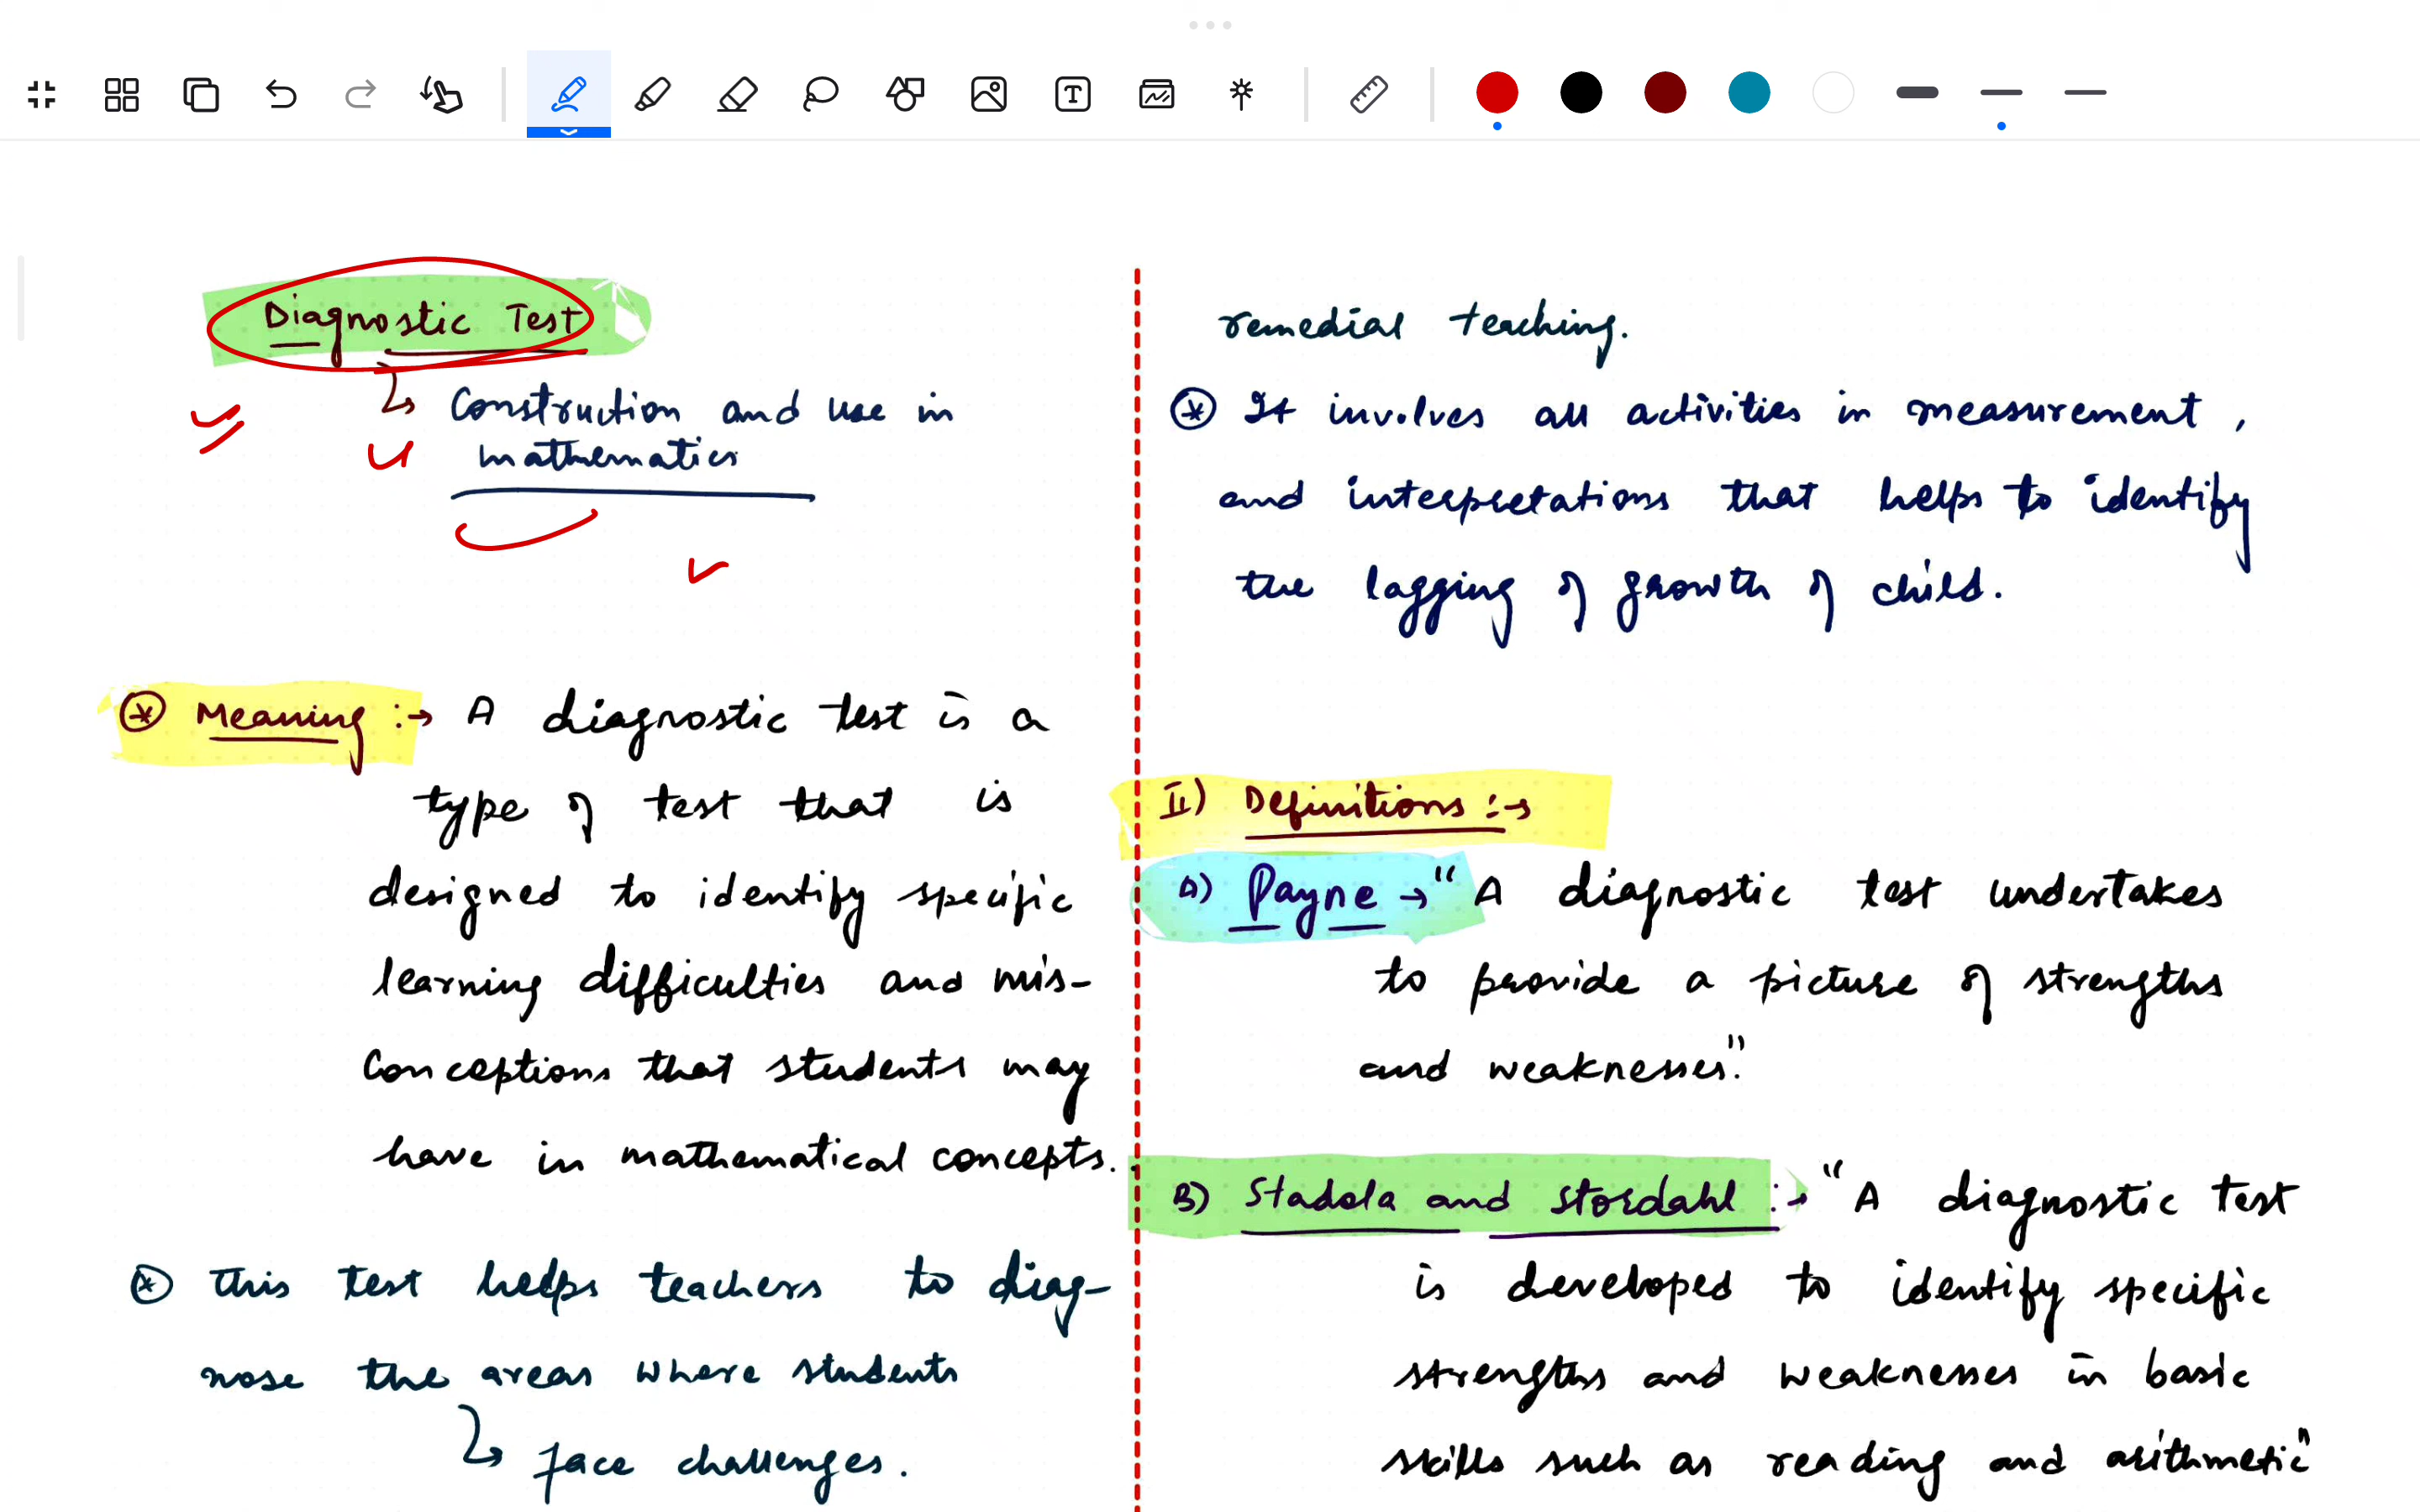 Diagnostic Test
↳ Construction and use in
mathematics
⊛ Meaning :→ A diagnostic test is a
type of test that is
designed to identify specific
learning difficulties and mis-
conceptions that students may
have in mathematical concepts.
⊛ This test helps teachers to diag-
nose the areas where students
↳ face challenges.
remedial teaching.
⊛ It involves all activities in measurement,
and interpretations that helps to identify
the lagging of growth of child.
II) Definitions :→
A) Payne → "A diagnostic test undertakes
to provide a picture of strengths
and weaknesses."
B) Stadola and Stordahl :→ "A diagnostic test
is developed to identify specific
strengths and weaknesses in basic
skills such as reading and arithmetic"